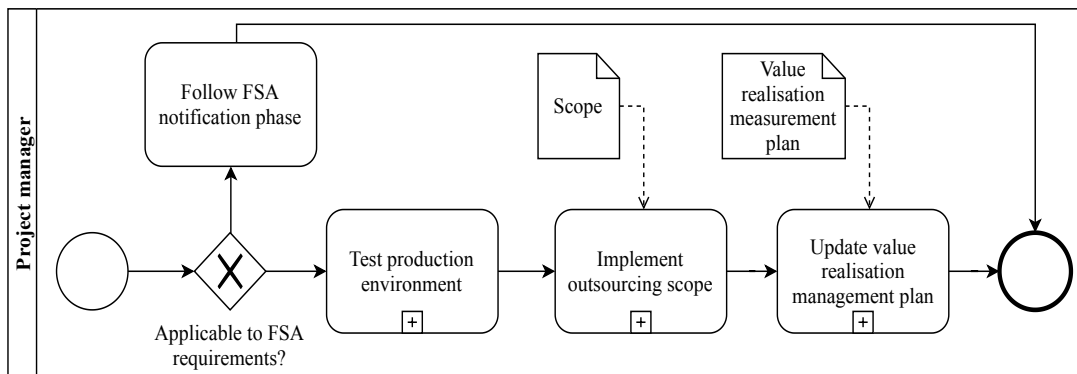 Project manager
Follow FSA
notification phase
Scope
Value
realisation
measurement
plan
Applicable to FSA
requirements?
Test production
environment
Implement
outsourcing scope
Update value
realisation
management plan